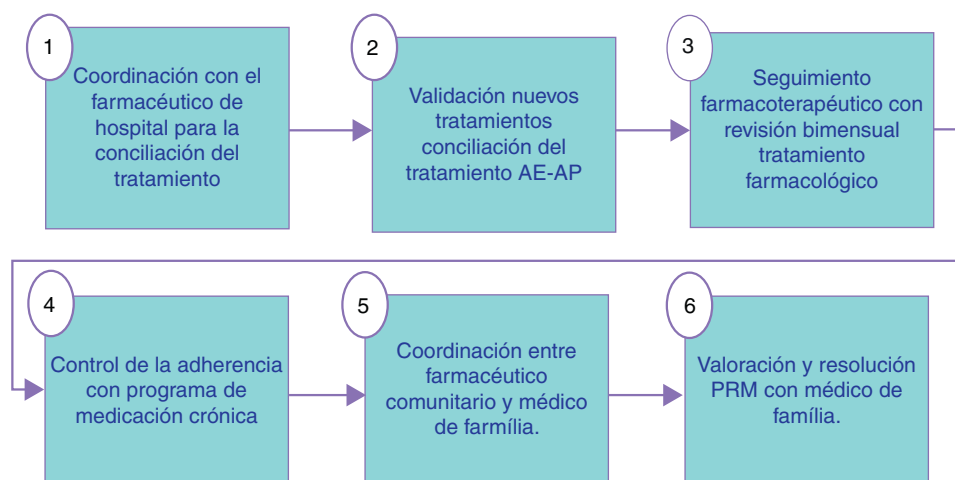 1
Coordinación con el
farmacéutico de
hospital para la
conciliación del
tratamiento
2
Validación nuevos
tratamientos
conciliación del
tratamiento AE-AP
3
Seguimiento
farmacoterapéutico con
revisión bimensual
tratamiento
farmacológico
4
Control de la adherencia
con programa de
medicación crónica
5
Coordinación entre
farmacéutico
comunitario y médico
de farmília.
6
Valoración y resolución
PRM con médico de
família.